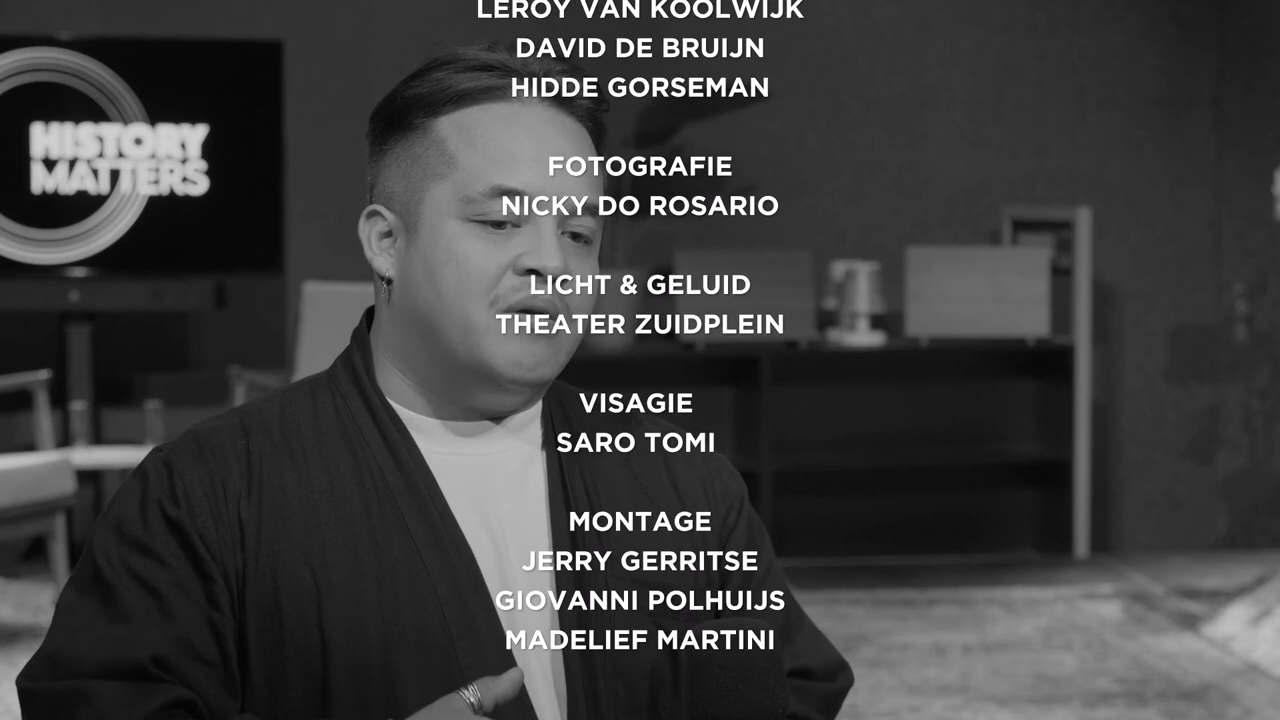 LEROY VAN KOOLWIJK
DAVID DE BRUIJN
HIDDE GORSEMAN
HISTORY
MATTERS
FOTOGRAFIE
NICKY DO ROSARIO
LICHT & GELUID
THEATER ZUIDPLEIN
VISAGIE
SARO TOMI
MONTAGE
JERRY GERRITSE
GIOVANNI POLHUIJS
MADELIEF MARTINI